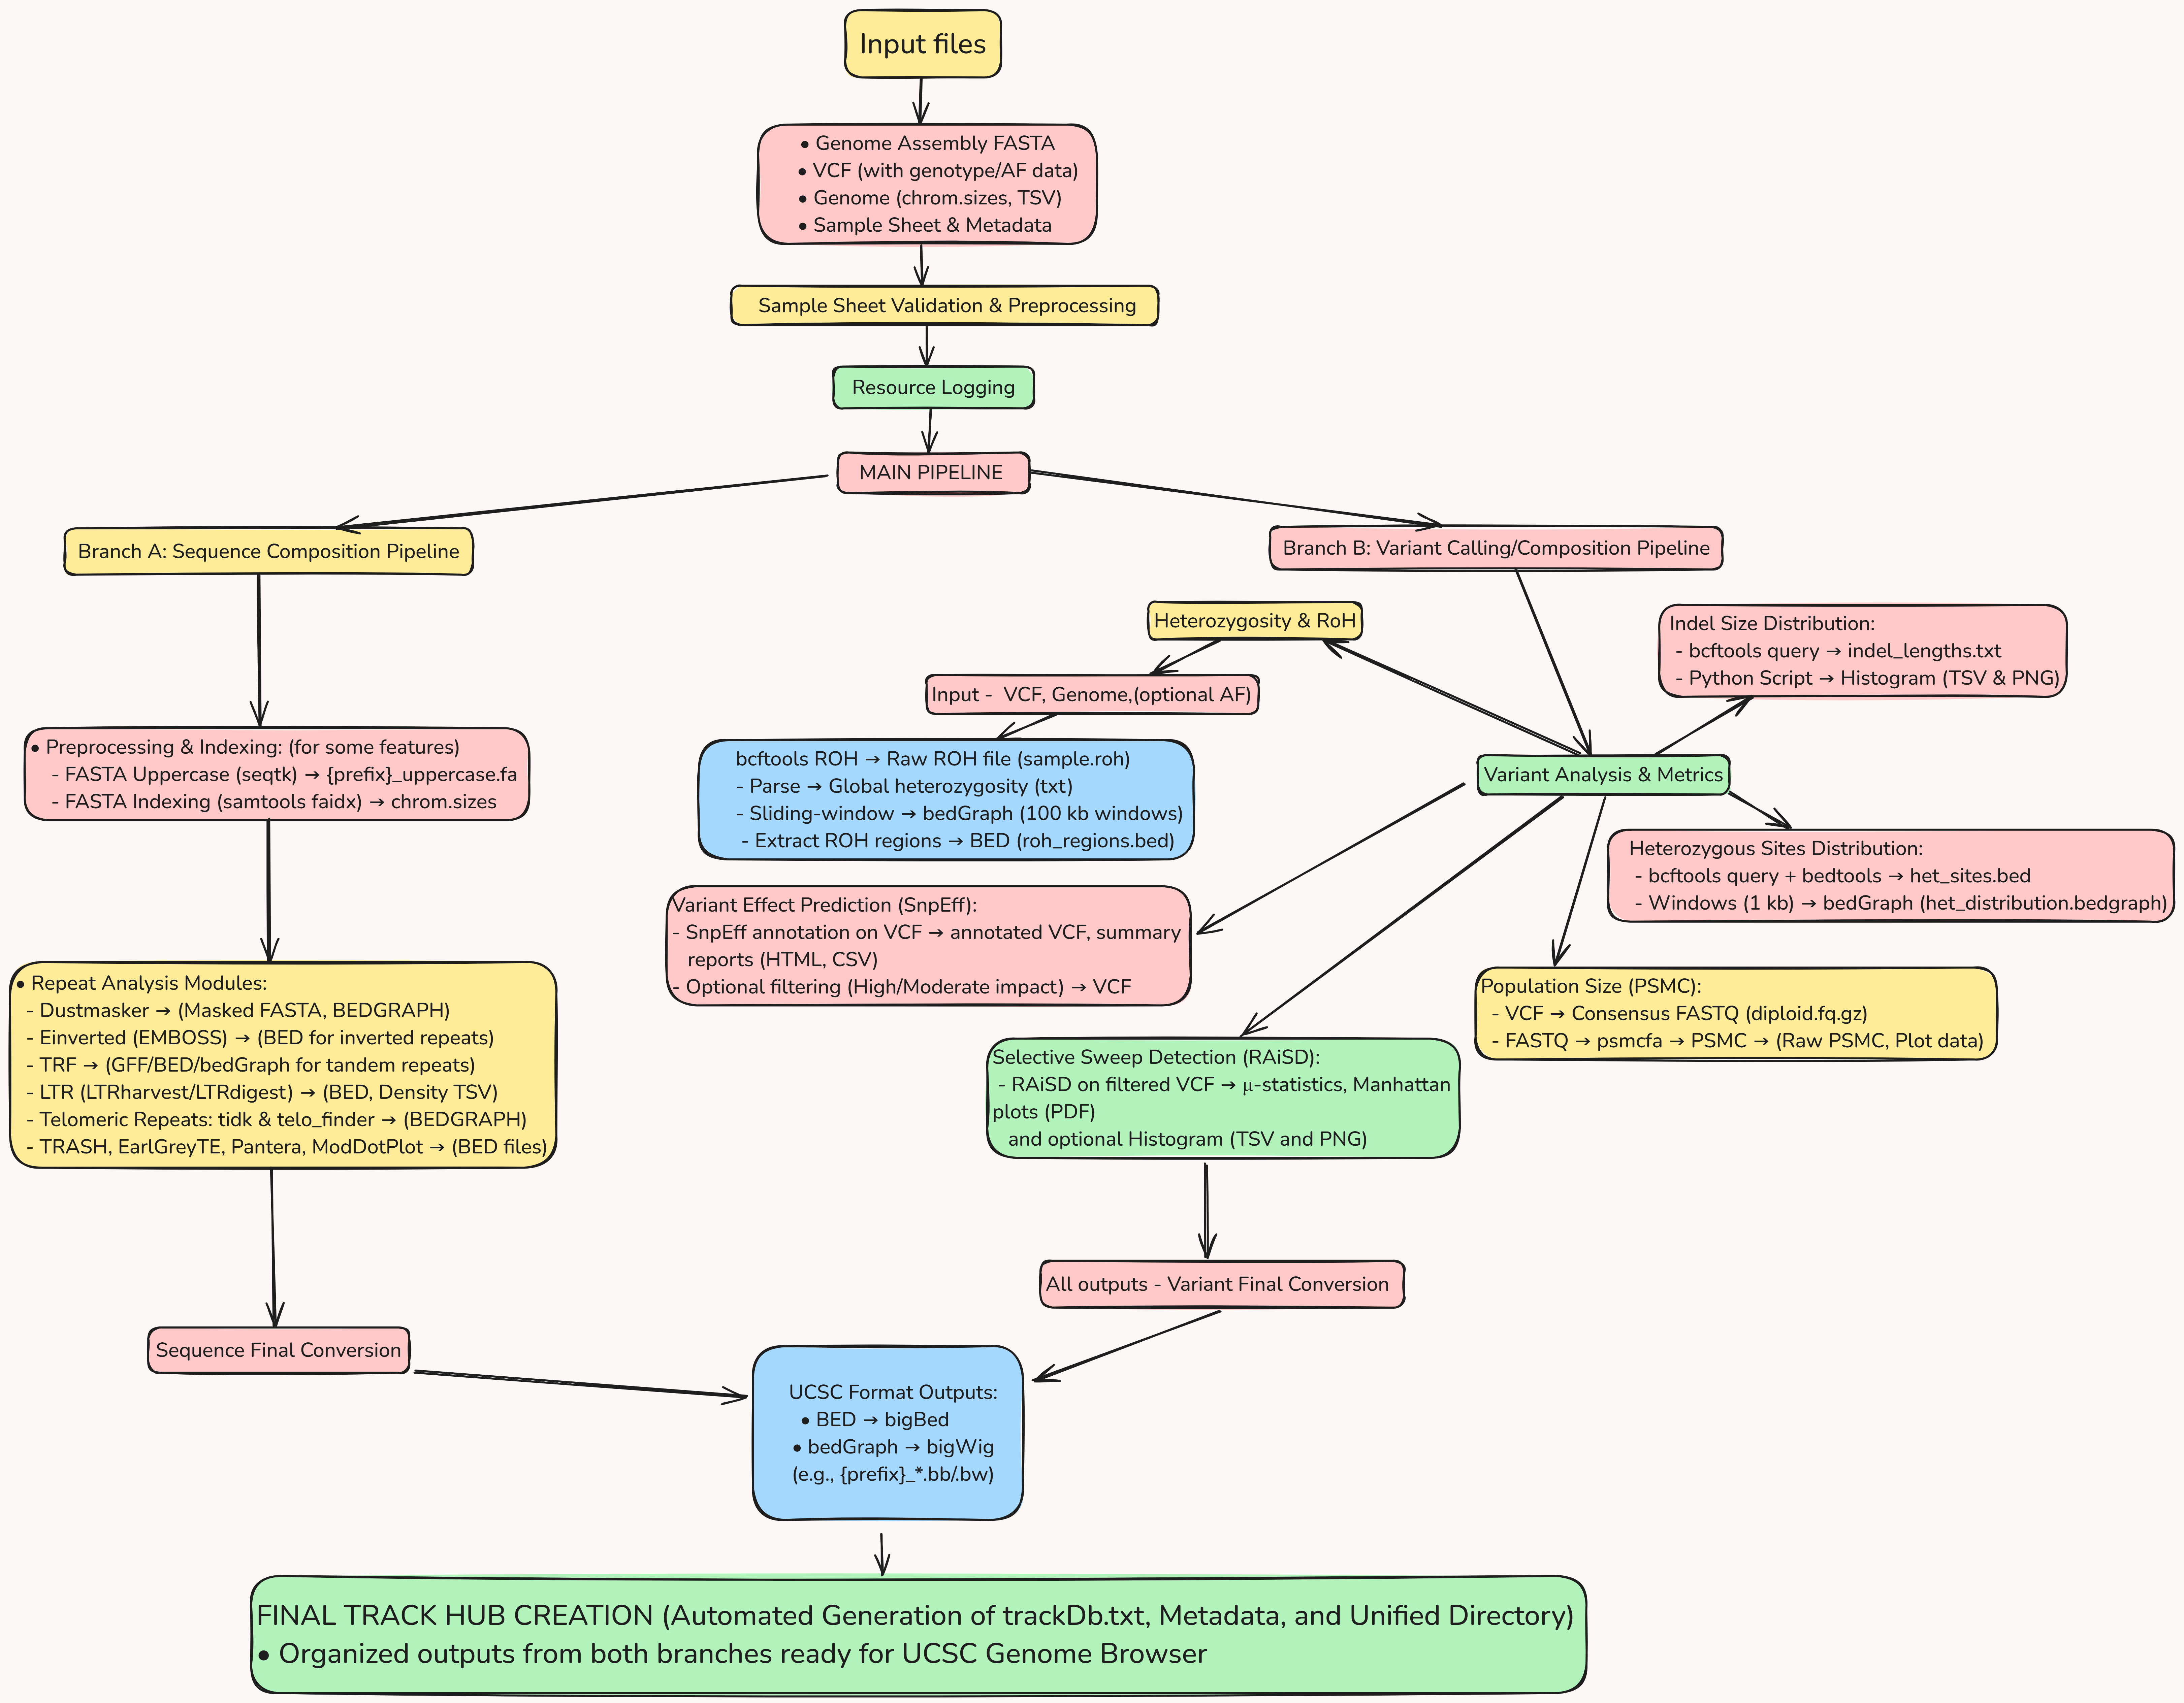 Input files
• Genome Assembly FASTA
• VCF (with genotype/AF data)
• Genome (chrom.sizes, TSV)
• Sample Sheet & Metadata
Sample Sheet Validation & Preprocessing
Resource Logging
MAIN PIPELINE
Branch A: Sequence Composition Pipeline
Branch B: Variant Calling/Composition Pipeline
• Preprocessing & Indexing: (for some features)
- FASTA Uppercase (seqtk) → {prefix}_uppercase.fa
- FASTA Indexing (samtools faidx) → chrom.sizes
• Repeat Analysis Modules:
- Dustmasker → (Masked FASTA, BEDGRAPH)
- Einverted (EMBOSS) → (BED for inverted repeats)
- TRF → (GFF/BED/bedGraph for tandem repeats)
- LTR (LTRharvest/LTRdigest) → (BED, Density TSV)
- Telomeric Repeats: tidk & telo_finder → (BEDGRAPH)
- TRASH, EarlGreyTE, Pantera, ModDotPlot → (BED files)
Sequence Final Conversion
Heterozygosity & RoH
Input -  VCF, Genome,(optional AF)
bcftools ROH → Raw ROH file (sample.roh)
- Parse → Global heterozygosity (txt)
- Sliding-window → bedGraph (100 kb windows)
- Extract ROH regions → BED (roh_regions.bed)
Indel Size Distribution:
- bcftools query → indel_lengths.txt
- Python Script → Histogram (TSV & PNG)
Variant Analysis & Metrics
Heterozygous Sites Distribution:
- bcftools query + bedtools → het_sites.bed
- Windows (1 kb) → bedGraph (het_distribution.bedgraph)
Variant Effect Prediction (SnpEff):
- SnpEff annotation on VCF → annotated VCF, summary
reports (HTML, CSV)
- Optional filtering (High/Moderate impact) → VCF
Population Size (PSMC):
- VCF → Consensus FASTQ (diploid.fq.gz)
- FASTQ → psmcfa → PSMC → (Raw PSMC, Plot data)
Selective Sweep Detection (RAiSD):
- RAiSD on filtered VCF → μ-statistics, Manhattan
plots (PDF)
and optional Histogram (TSV and PNG)
All outputs - Variant Final Conversion
UCSC Format Outputs:
• BED → bigBed
• bedGraph → bigWig
(e.g., {prefix}_*.bb/.bw)
FINAL TRACK HUB CREATION (Automated Generation of trackDb.txt, Metadata, and Unified Directory)
• Organized outputs from both branches ready for UCSC Genome Browser